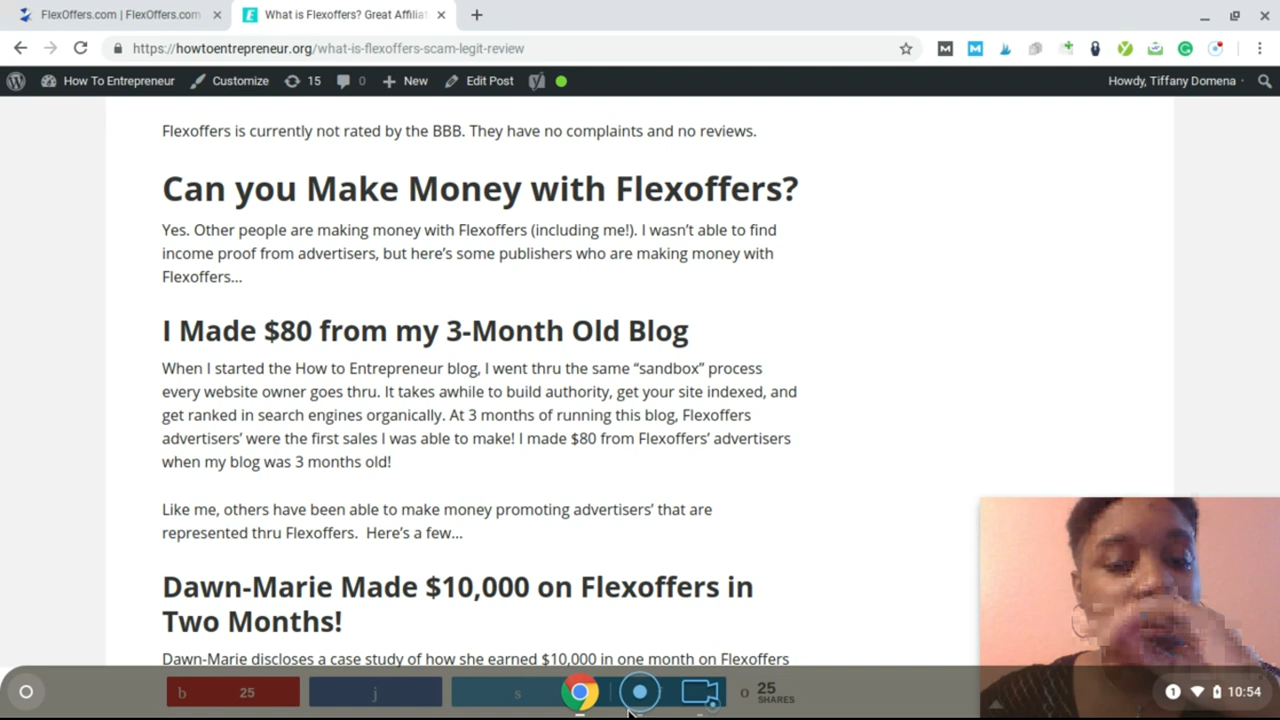 FlexOffers.com | FlexOffers.com
What is Flexoffers? Great Affiliat
https://howtoentrepreneur.org/what-is-flexoffers-scam-legit-review
How To Entrepreneur Customize 15 0 New Edit Post Howdy, Tiffany Domena
Flexoffers is currently not rated by the BBB. They have no complaints and no reviews.
Can you Make Money with Flexoffers?
Yes. Other people are making money with Flexoffers (including me!). I wasn’t able to find
income proof from advertisers, but here’s some publishers who are making money with
Flexoffers…
I Made $80 from my 3-Month Old Blog
When I started the How to Entrepreneur blog, I went thru the same “sandbox” process
every website owner goes thru. It takes awhile to build authority, get your site indexed, and
get ranked in search engines organically. At 3 months of running this blog, Flexoffers
advertisers’ were the first sales I was able to make! I made $80 from Flexoffers’ advertisers
when my blog was 3 months old!
Like me, others have been able to make money promoting advertisers’ that are
represented thru Flexoffers.  Here’s a few…
Dawn-Marie Made $10,000 on Flexoffers in
Two Months!
Dawn-Marie discloses a case study of how she earned $10,000 in one month on Flexoffers
b 25 j s o 25 SHARES
1 10:54